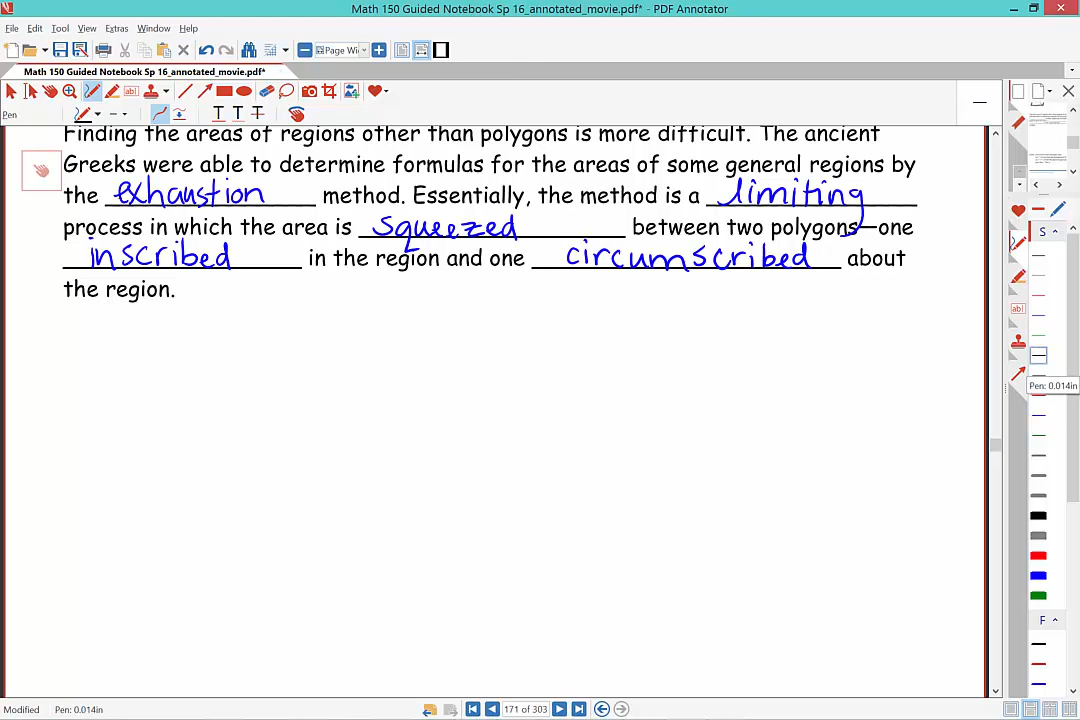 Math 150 Guided Notebook Sp 16_annotated_movie.pdf* - PDF Annotator
File Edit Tool View Extras Window Help
Page Wi
Math 150 Guided Notebook Sp 16_annotated_movie.pdf*
Pen
Finding the areas of regions other than polygons is more difficult. The ancient
Greeks were able to determine formulas for the areas of some general regions by
the exhaustion method. Essentially, the method is a limiting
process in which the area is squeezed between two polygons—one
inscribed in the region and one circumscribed about
the region.
S
Pen: 0.014in
F
Modified Pen: 0.014in 171 of 303